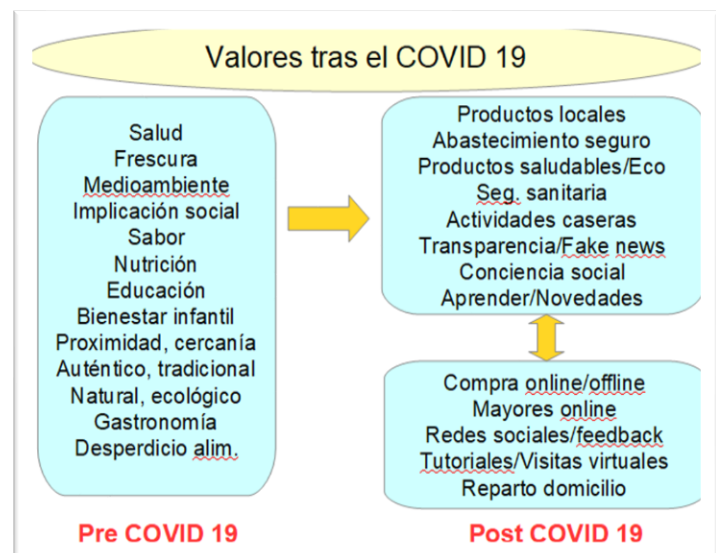 Valores tras el COVID 19
Salud
Frescura
Medioambiente
Implicación social
Sabor
Nutrición
Educación
Bienestar infantil
Proximidad, cercanía
Auténtico, tradicional
Natural, ecológico
Gastronomía
Desperdicio alim.
Pre COVID 19
Productos locales
Abastecimiento seguro
Productos saludables/Eco
Seg. sanitaria
Actividades caseras
Transparencia/Fake news
Conciencia social
Aprender/Novedades
Compra online/offline
Mayores online
Redes sociales/feedback
Tutoriales/Visitas virtuales
Reparto domicilio
Post COVID 19